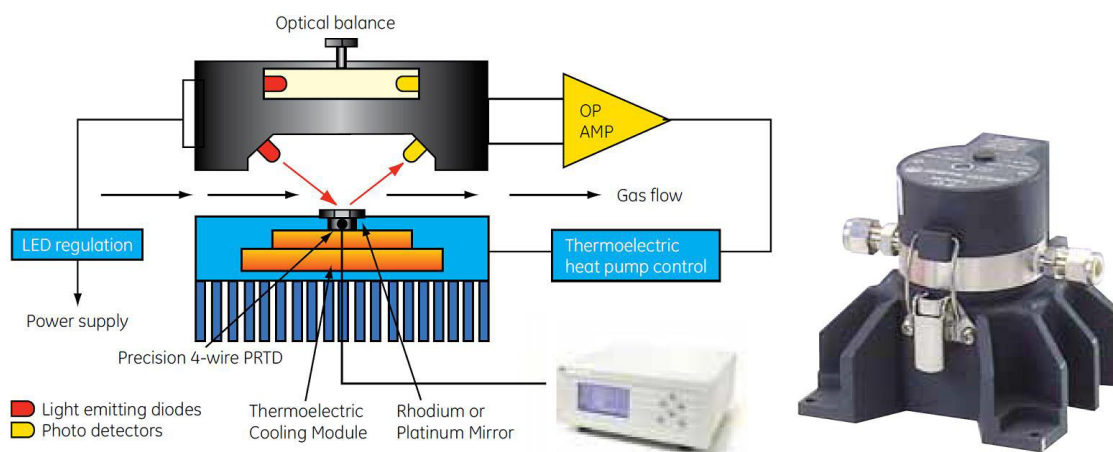 Optical balance
OP
AMP
Gas flow
LED regulation
Thermoelectric
heat pump control
Power supply
Precision 4-wire PRTD
Light emitting diodes
Photo detectors
Thermoelectric
Cooling Module
Rhodium or
Platinum Mirror